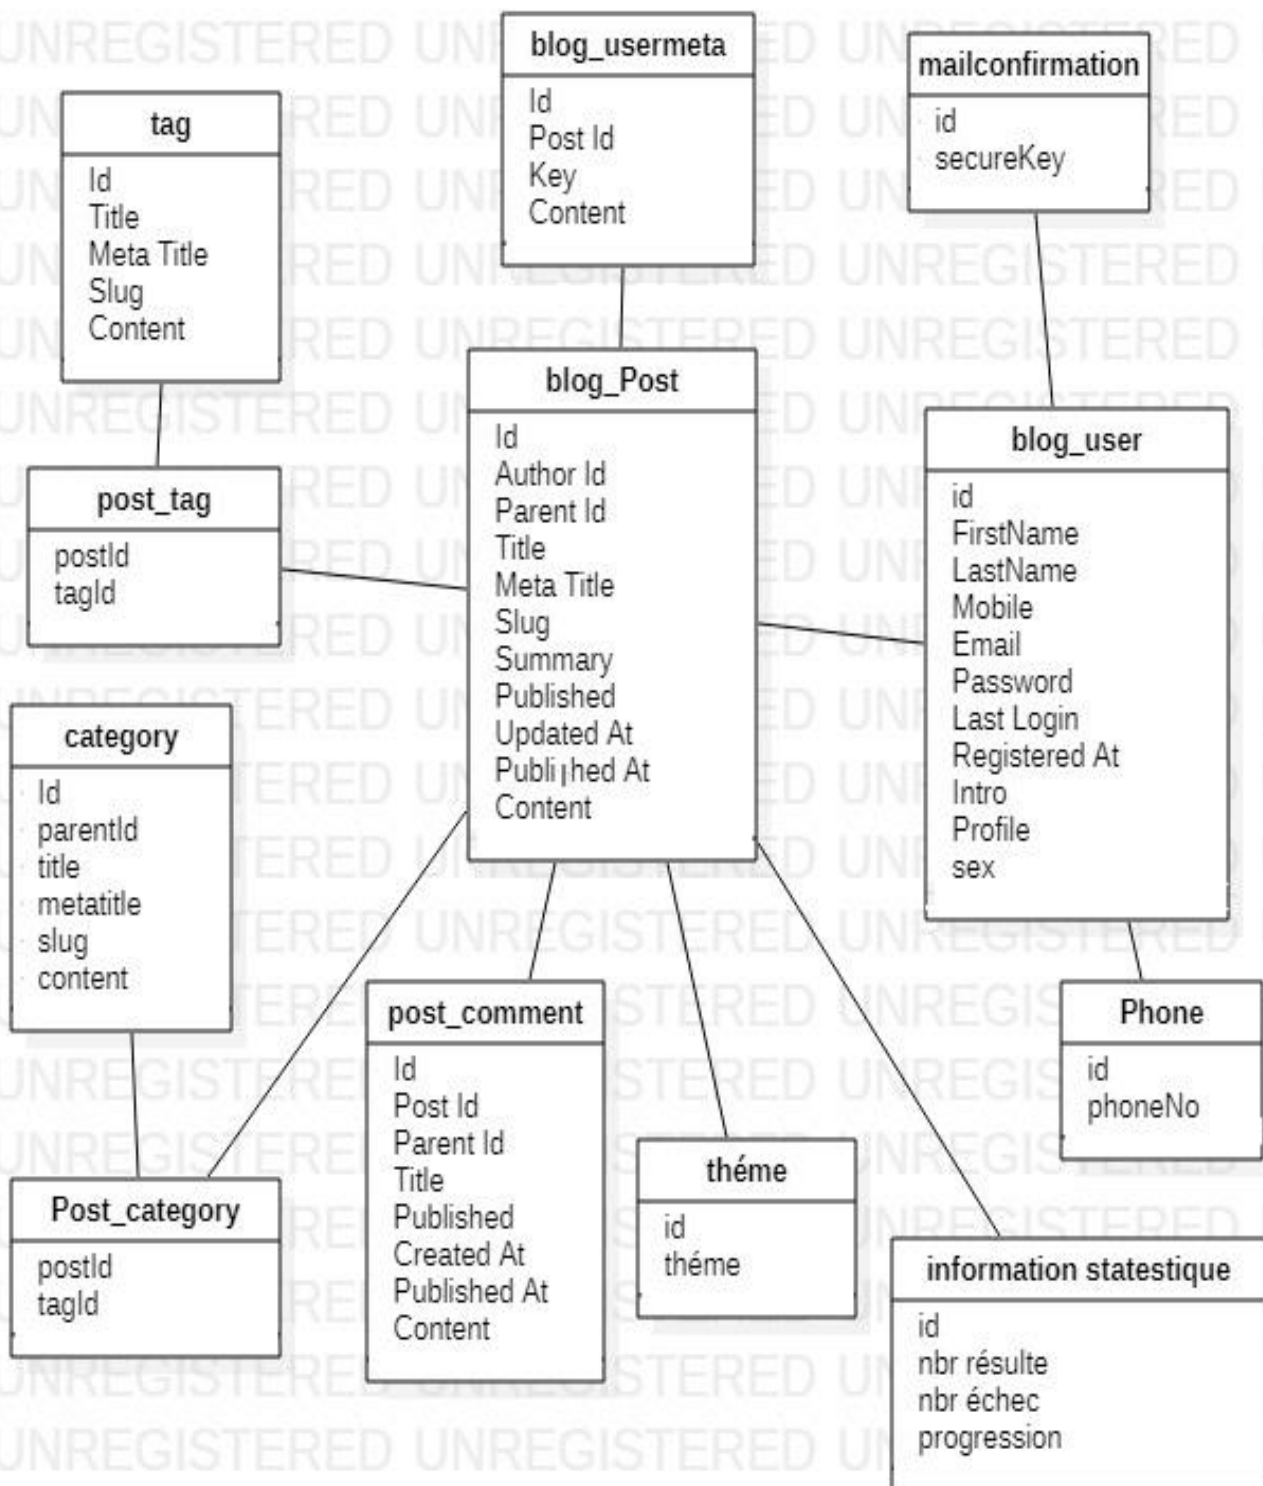 blog_usermeta
Id
Post Id
Key
Content
mailconfirmation
id
secureKey
tag
Id
Title
Meta Title
Slug
Content
blog_Post
Id
Author Id
Parent Id
Title
Meta Title
Slug
Summary
Published
Updated At
Published At
Content
blog_user
id
FirstName
LastName
Mobile
Email
Password
Last Login
Registered At
Intro
Profile
sex
post_tag
postId
tagId
category
Id
parentId
title
metatitle
slug
content
post_comment
Id
Post Id
Parent Id
Title
Published
Created At
Published At
Content
Phone
id
phoneNo
théme
id
théme
Post_category
postId
tagId
information statestique
id
nbr résulte
nbr échec
progression
UNREGISTERED